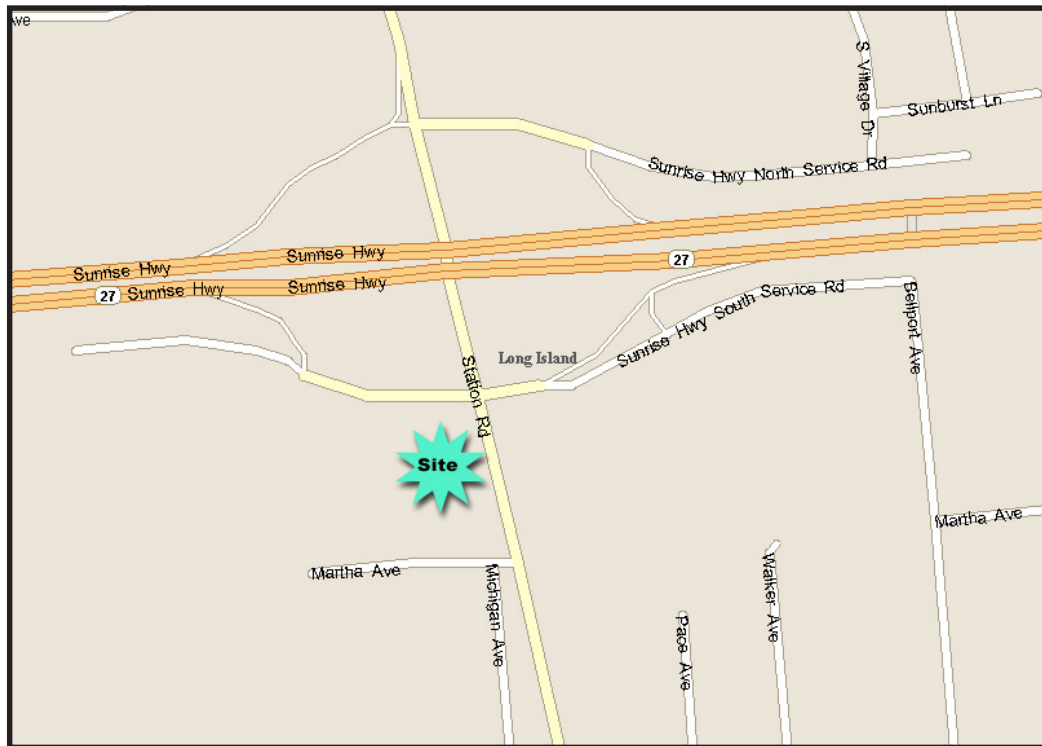 Ave
S Village Dr
Sunburst Ln
Sunrise Hwy North Service Rd
Sunrise Hwy
Sunrise Hwy
27
27
Sunrise Hwy
Sunrise Hwy
Sunrise Hwy South Service Rd
Bellport Ave
Long Island
Station Rd
Site
Martha Ave
Martha Ave
Michigan Ave
Walker Ave
Pace Ave